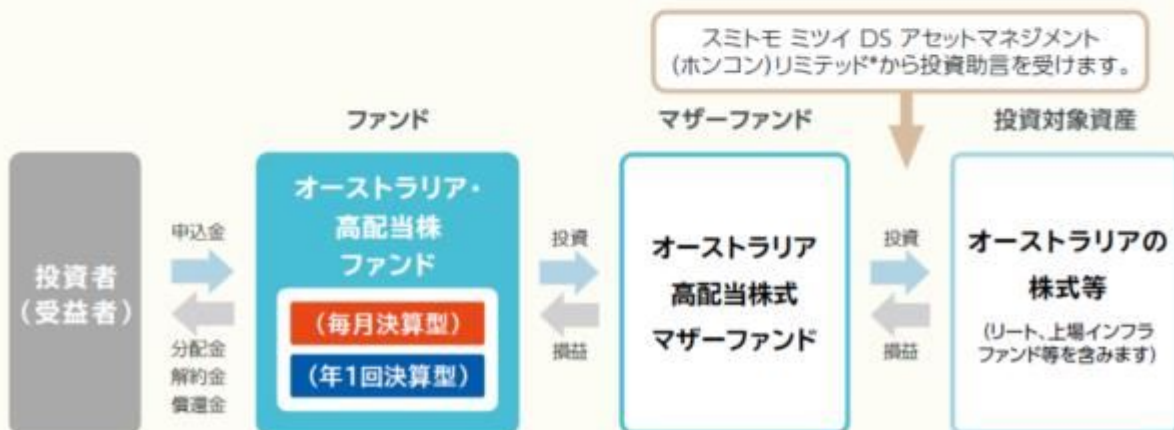 スミトモ ミツイ DS アセットマネジメント
(ホンコン)リミテッド*から投資助言を受けます。
ファンド
マザーファンド
投資対象資産
投資者
(受益者)
申込金
分配金
解約金
償還金
オーストラリア・
高配当株
ファンド
(毎月決算型)
(年1回決算型)
投資
損益
オーストラリア
高配当株式
マザーファンド
投資
損益
オーストラリアの
株式等
(リート、上場インフラ
ファンド等を含みます)